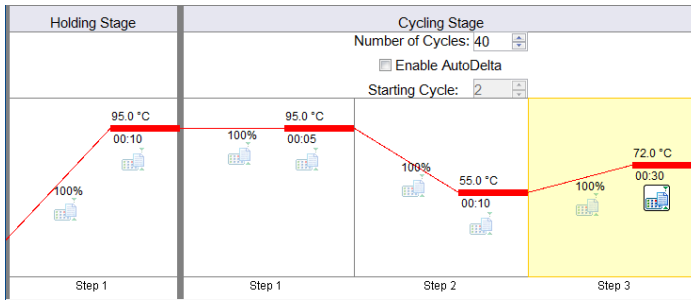 Holding Stage
Cycling Stage
Number of Cycles: 40
Enable AutoDelta
Starting Cycle: 2
95.0 °C
00:10
100%
95.0 °C
00:05
100%
100%
55.0 °C
00:10
72.0 °C
00:30
100%
Step 1
Step 1
Step 2
Step 3